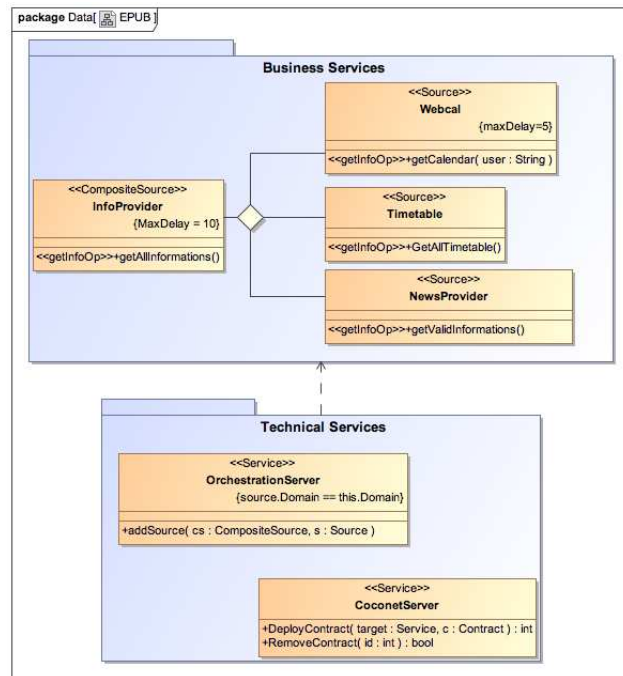 package Data[ EPUB ]
Business Services
<<Source>>
Webcal
{maxDelay=5}
<<getInfoOp>>+getCalendar( user : String )
<<CompositeSource>>
InfoProvider
{MaxDelay = 10}
<<getInfoOp>>+getAllInformations()
<<Source>>
Timetable
<<getInfoOp>>+GetAllTimetable()
<<Source>>
NewsProvider
<<getInfoOp>>+getValidInformations()
Technical Services
<<Service>>
OrchestrationServer
{source.Domain == this.Domain}
+addSource( cs : CompositeSource, s : Source )
<<Service>>
CoconetServer
+DeployContract( target : Service, c : Contract ) : int
+RemoveContract( id : int ) : bool